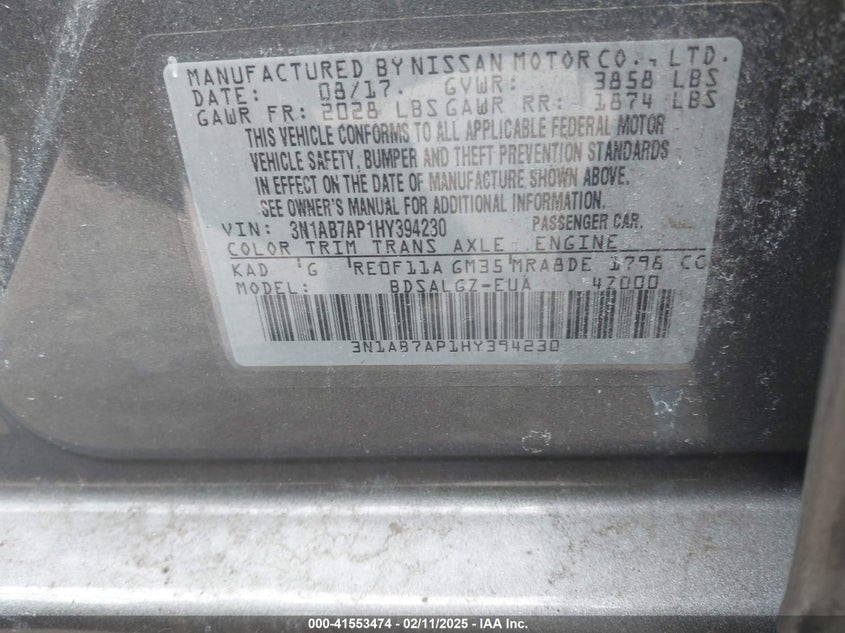 MANUFACTURED BY NISSAN MOTOR CO., LTD.
DATE: 08/17. GVWR: 3858 LBS
GAWR FR: 2028 LBS GAWR RR: 1874 LBS
THIS VEHICLE CONFORMS TO ALL APPLICABLE FEDERAL MOTOR
VEHICLE SAFETY, BUMPER AND THEFT PREVENTION STANDARDS
IN EFFECT ON THE DATE OF MANUFACTURE SHOWN ABOVE.
SEE OWNER'S MANUAL FOR ADDITIONAL INFORMATION.
VIN: 3N1AB7AP1HY394230 PASSENGER CAR.
COLOR TRIM TRANS AXLE ENGINE
KAD G RE0F11A GM35 MRA8DE 1798 CC
MODEL: BDSALGZ-EUA 47000
3N1AB7AP1HY394230
000-41553474 — 02/11/2025 — IAA Inc.